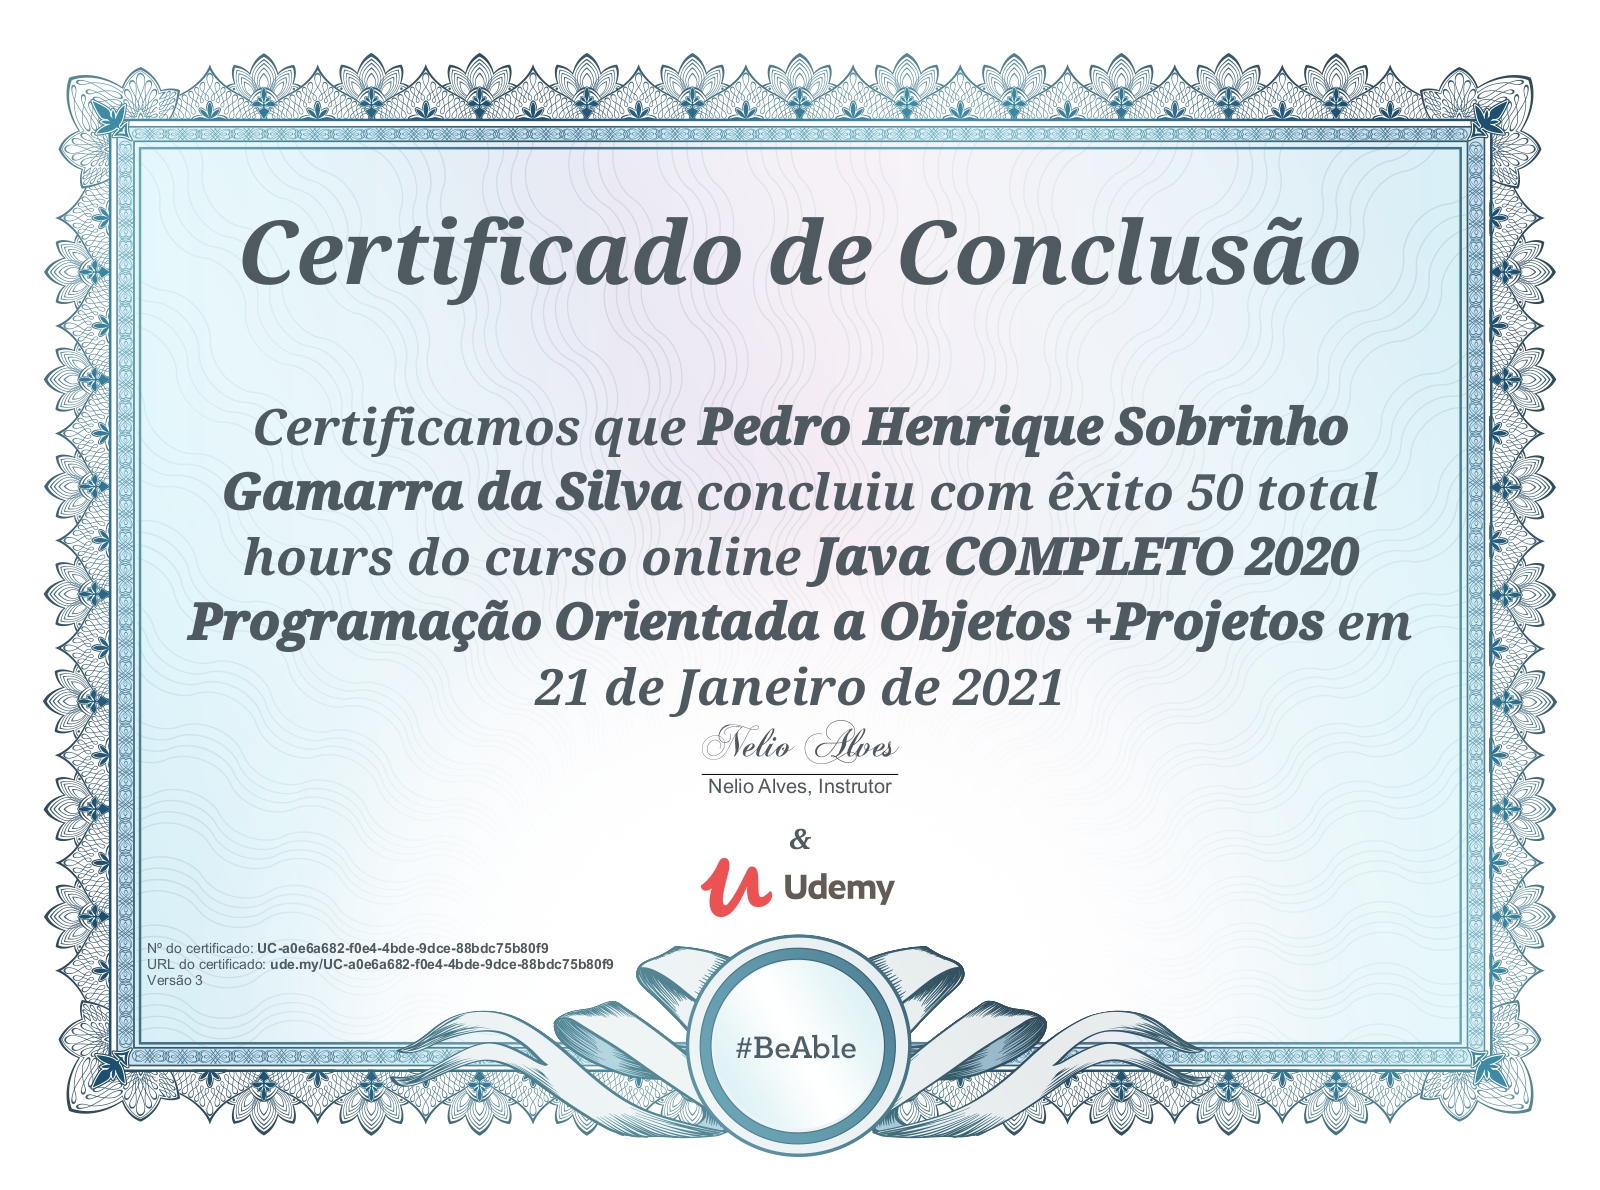 Certificado de Conclusão
Certificamos que Pedro Henrique Sobrinho
Gamarra da Silva concluiu com êxito 50 total
hours do curso online Java COMPLETO 2020
Programação Orientada a Objetos +Projetos em
21 de Janeiro de 2021
Nelio Alves
Nelio Alves, Instrutor
&
Udemy
Nº do certificado: UC-a0e6a682-f0e4-4bde-9dce-88bdc75b80f9
URL do certificado: ude.my/UC-a0e6a682-f0e4-4bde-9dce-88bdc75b80f9
Versão 3
#BeAble